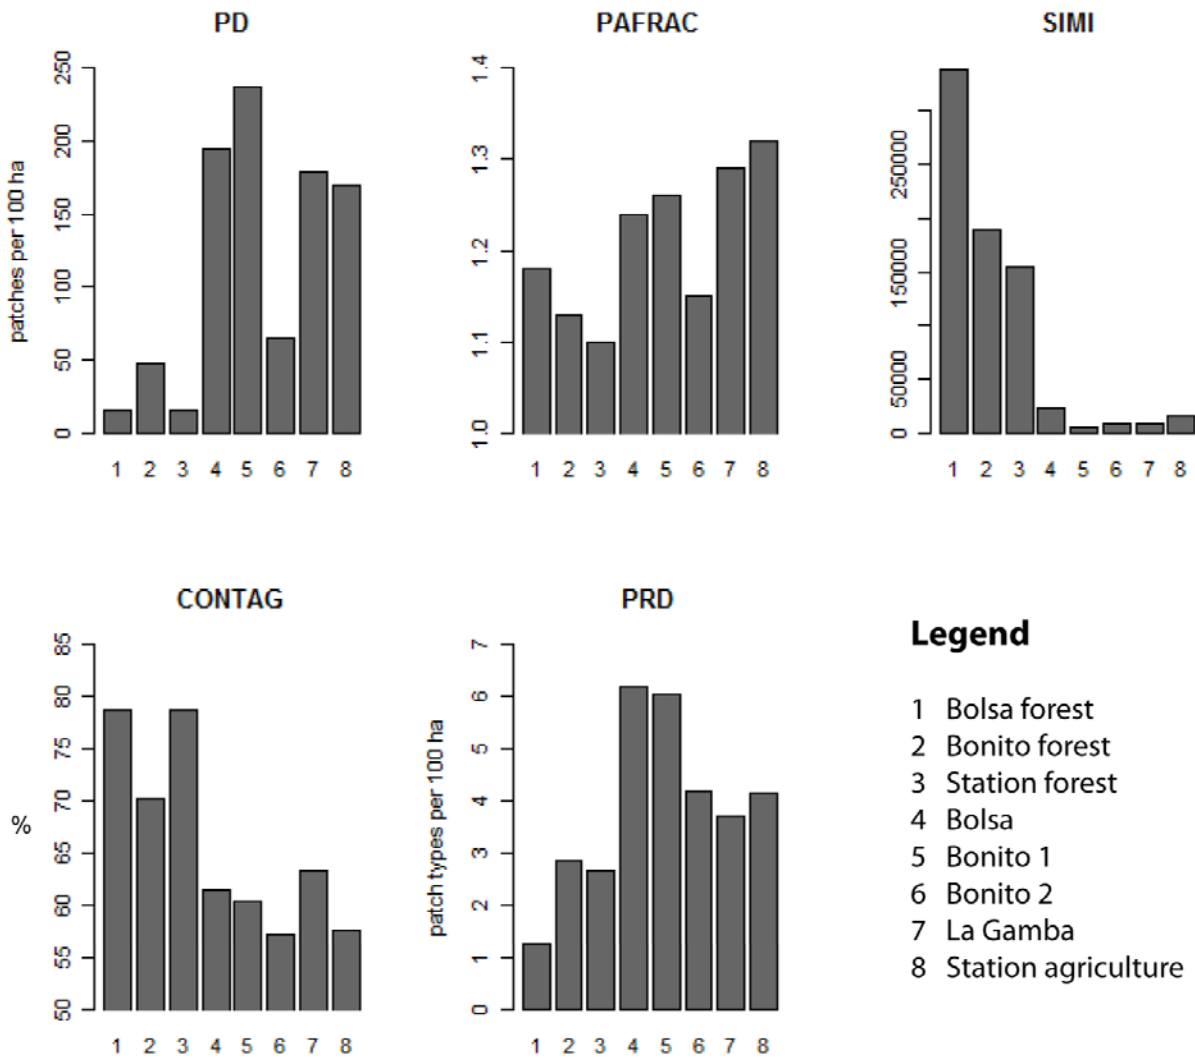 PD
PAFRAC
SIMI
patches per 100 ha
0
50
100
150
200
250
1 2 3 4 5 6 7 8
1.0
1.1
1.2
1.3
1.4
1 2 3 4 5 6 7 8
0
50000
150000
250000
1 2 3 4 5 6 7 8
CONTAG
PRD
%
50
55
60
65
70
75
80
85
1 2 3 4 5 6 7 8
patch types per 100 ha
0
1
2
3
4
5
6
7
1 2 3 4 5 6 7 8
Legend
1 Bolsa forest
2 Bonito forest
3 Station forest
4 Bolsa
5 Bonito 1
6 Bonito 2
7 La Gamba
8 Station agriculture